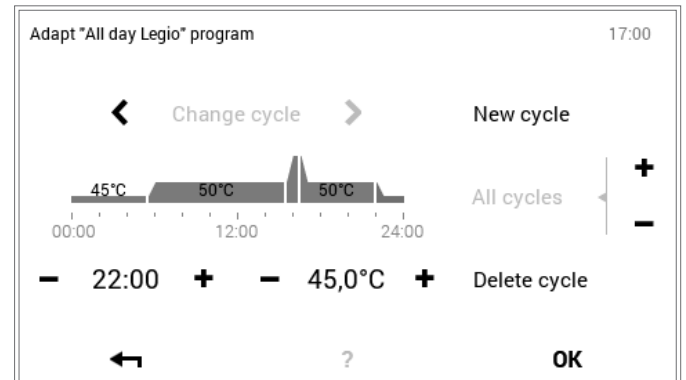 Adapt "All day Legio" program 17:00
Change cycle New cycle
45°C 50°C 50°C
All cycles
00:00 12:00 24:00
− 22:00 + − 45,0°C + Delete cycle
? OK